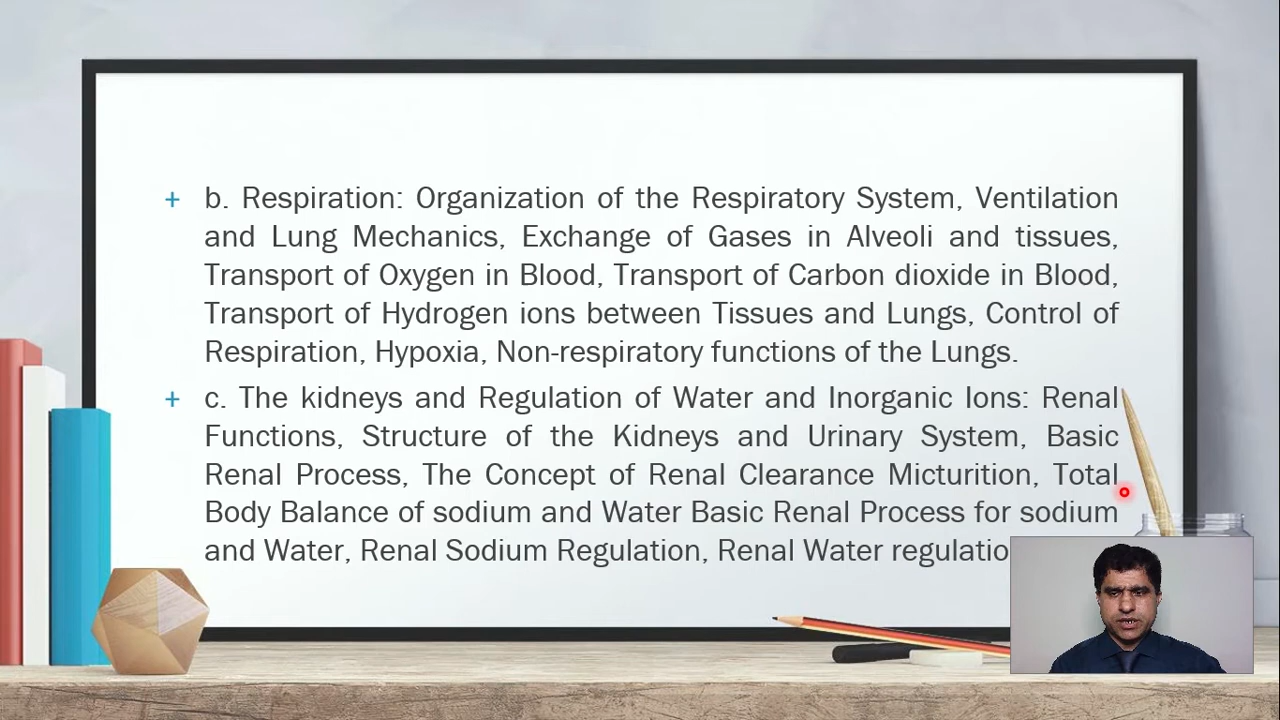 + b. Respiration: Organization of the Respiratory System, Ventilation
and Lung Mechanics, Exchange of Gases in Alveoli and tissues,
Transport of Oxygen in Blood, Transport of Carbon dioxide in Blood,
Transport of Hydrogen ions between Tissues and Lungs, Control of
Respiration, Hypoxia, Non-respiratory functions of the Lungs.
+ c. The kidneys and Regulation of Water and Inorganic Ions: Renal
Functions, Structure of the Kidneys and Urinary System, Basic
Renal Process, The Concept of Renal Clearance Micturition, Total
Body Balance of sodium and Water Basic Renal Process for sodium
and Water, Renal Sodium Regulation, Renal Water regulatio